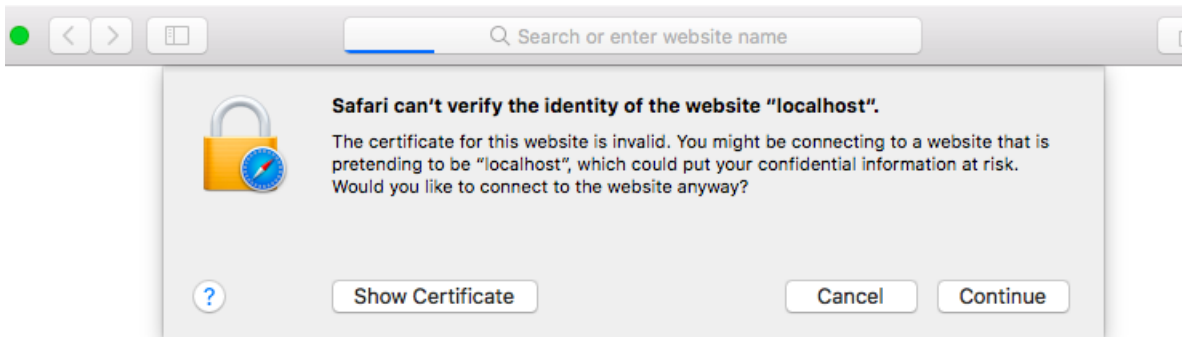 Search or enter website name
Safari can't verify the identity of the website "localhost".
The certificate for this website is invalid. You might be connecting to a website that is
pretending to be "localhost", which could put your confidential information at risk.
Would you like to connect to the website anyway?
? Show Certificate Cancel Continue